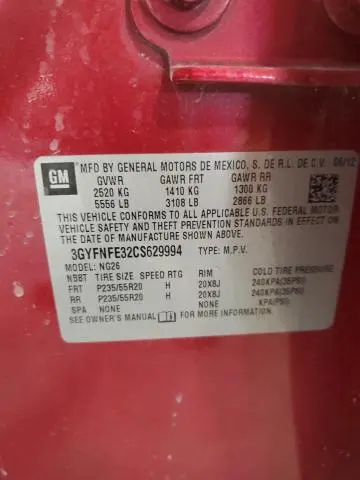 GM
MFD BY GENERAL MOTORS DE MEXICO, S. DE R.L. DE C.V. 06/12
GVWR GAWR FRT GAWR RR
2520 KG 1410 KG 1300 KG
5556 LB 3108 LB 2866 LB
THIS VEHICLE CONFORMS TO ALL APPLICABLE U.S. FEDERAL MOTOR
VEHICLE SAFETY AND THEFT PREVENTION STANDARDS IN EFFECT ON
THE DATE OF MANUFACTURE SHOWN ABOVE.
3GYFNFE32CS629994 TYPE: M.P.V.
MODEL: NG26
NBBT TIRE SIZE SPEED RTG RIM COLD TIRE PRESSURE
FRT P235/55R20 H 20X8J 240KPA(35PSI)
RR P235/55R20 H 20X8J 240KPA(35PSI)
SPA NONE KPA(PSI)
SEE OWNER'S MANUAL FOR MORE INFORMATION